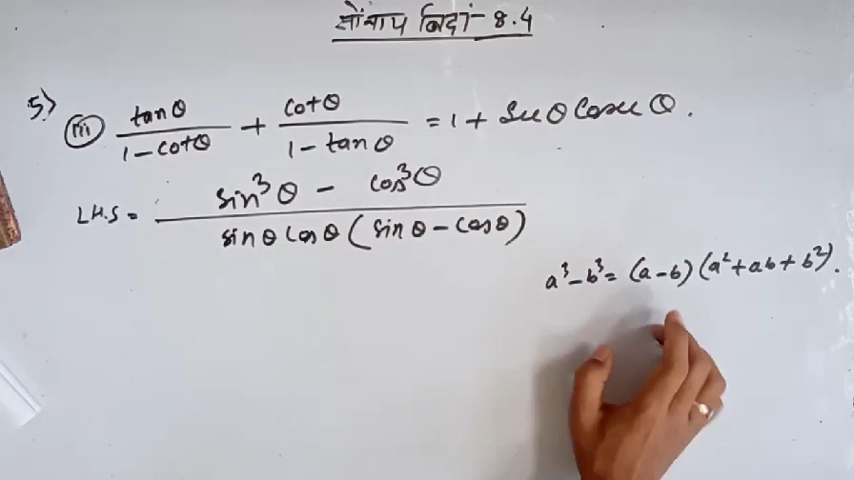 सोंबाप बिदां- 8.4
5) (iii) tanθ / 1 - cotθ + cotθ / 1 - tanθ = 1 + Secθ Cosecθ.
L.H.S = sin³θ - cos³θ / sinθ cosθ (sinθ - cosθ)
a³ - b³ = (a - b) (a² + ab + b²).